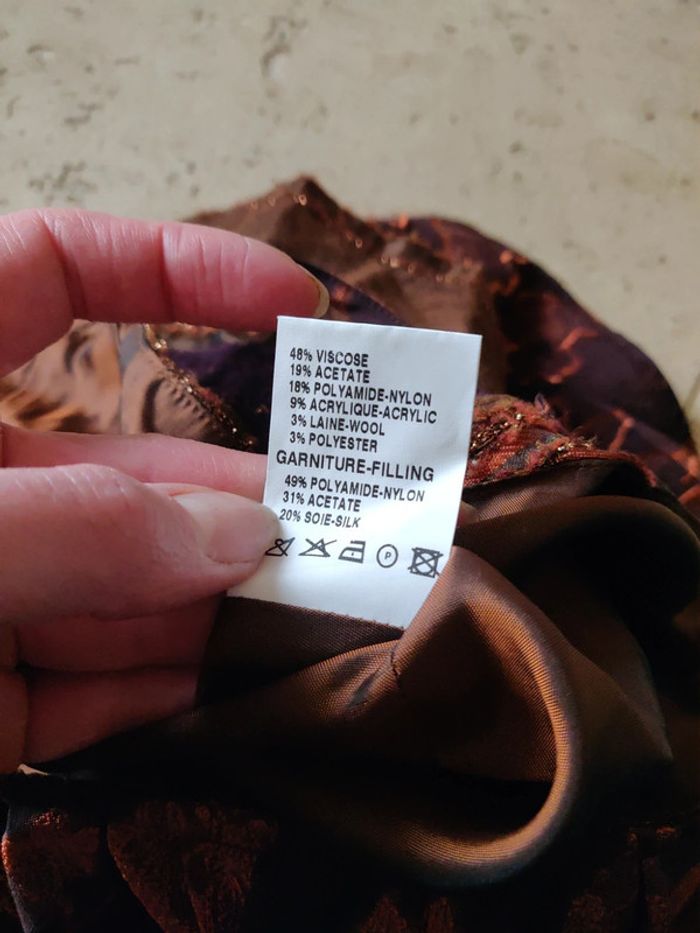 48% VISCOSE
19% ACETATE
18% POLYAMIDE-NYLON
9% ACRYLIQUE-ACRYLIC
3% LAINE-WOOL
3% POLYESTER
GARNITURE-FILLING
49% POLYAMIDE-NYLON
31% ACETATE
20% SOIE-SILK
P